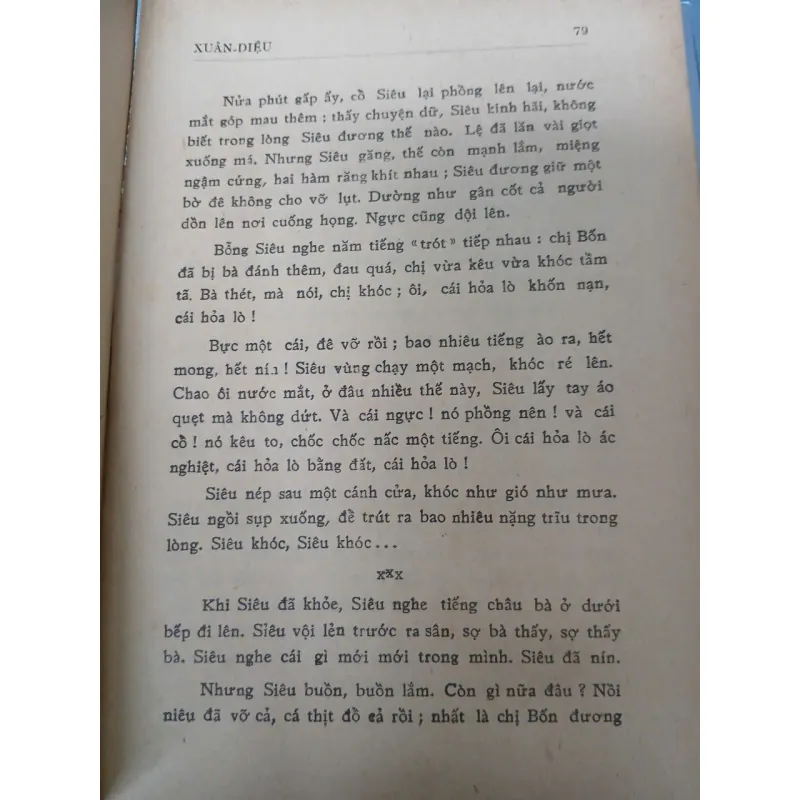 XUÂN-DIỆU
79
Nửa phút gấp ấy, cổ Siêu lại phồng lên lại, nước
mắt góp mau thêm ; thấy chuyện dữ, Siêu kinh hãi, không
biết trong lòng Siêu đương thế nào. Lệ đã lăn vài giọt
xuống má. Nhưng Siêu găng, thế còn mạnh lắm, miệng
ngậm cứng, hai hàm răng khít nhau ; Siêu đương giữ một
bờ đê không cho vỡ lụt. Dường như gân cốt cả người
dồn lên nơi cuống họng. Ngực cũng dội lên.
Bỗng Siêu nghe năm tiếng «trót» tiếp nhau : chị Bốn
đã bị bà đánh thêm, đau quá, chị vừa kêu vừa khóc tầm
tã. Bà thét, mà nói, chị khóc ; ôi, cái hỏa lò khốn nạn,
cái hỏa lò !
Bực một cái, đê vỡ rồi ; bao nhiêu tiếng ào ra, hết
mong, hết nín ! Siêu vùng chạy một mạch, khóc ré lên.
Chao ôi nước mắt, ở đâu nhiều thế này, Siêu lấy tay áo
quẹt mà không dứt. Và cái ngực ! nó phồng nên ! và cái
cổ ! nó kêu to, chốc chốc nấc một tiếng. Ôi cái hỏa lò ác
nghiệt, cái hỏa lò bằng đất, cái hỏa lò !
Siêu nép sau một cánh cửa, khóc như gió như mưa.
Siêu ngồi sụp xuống, để trút ra bao nhiêu nặng trĩu trong
lòng. Siêu khóc, Siêu khóc...
xxx
Khi Siêu đã khỏe, Siêu nghe tiếng châu bà ở dưới
bếp đi lên. Siêu vội lẻn trước ra sân, sợ bà thấy, sợ thấy
bà. Siêu nghe cái gì mới mới trong mình. Siêu đã nín.
Nhưng Siêu buồn, buồn lắm. Còn gì nữa đâu ? Nồi
niêu đã vỡ cả, cá thịt đổ cả rồi ; nhất là chị Bốn đương